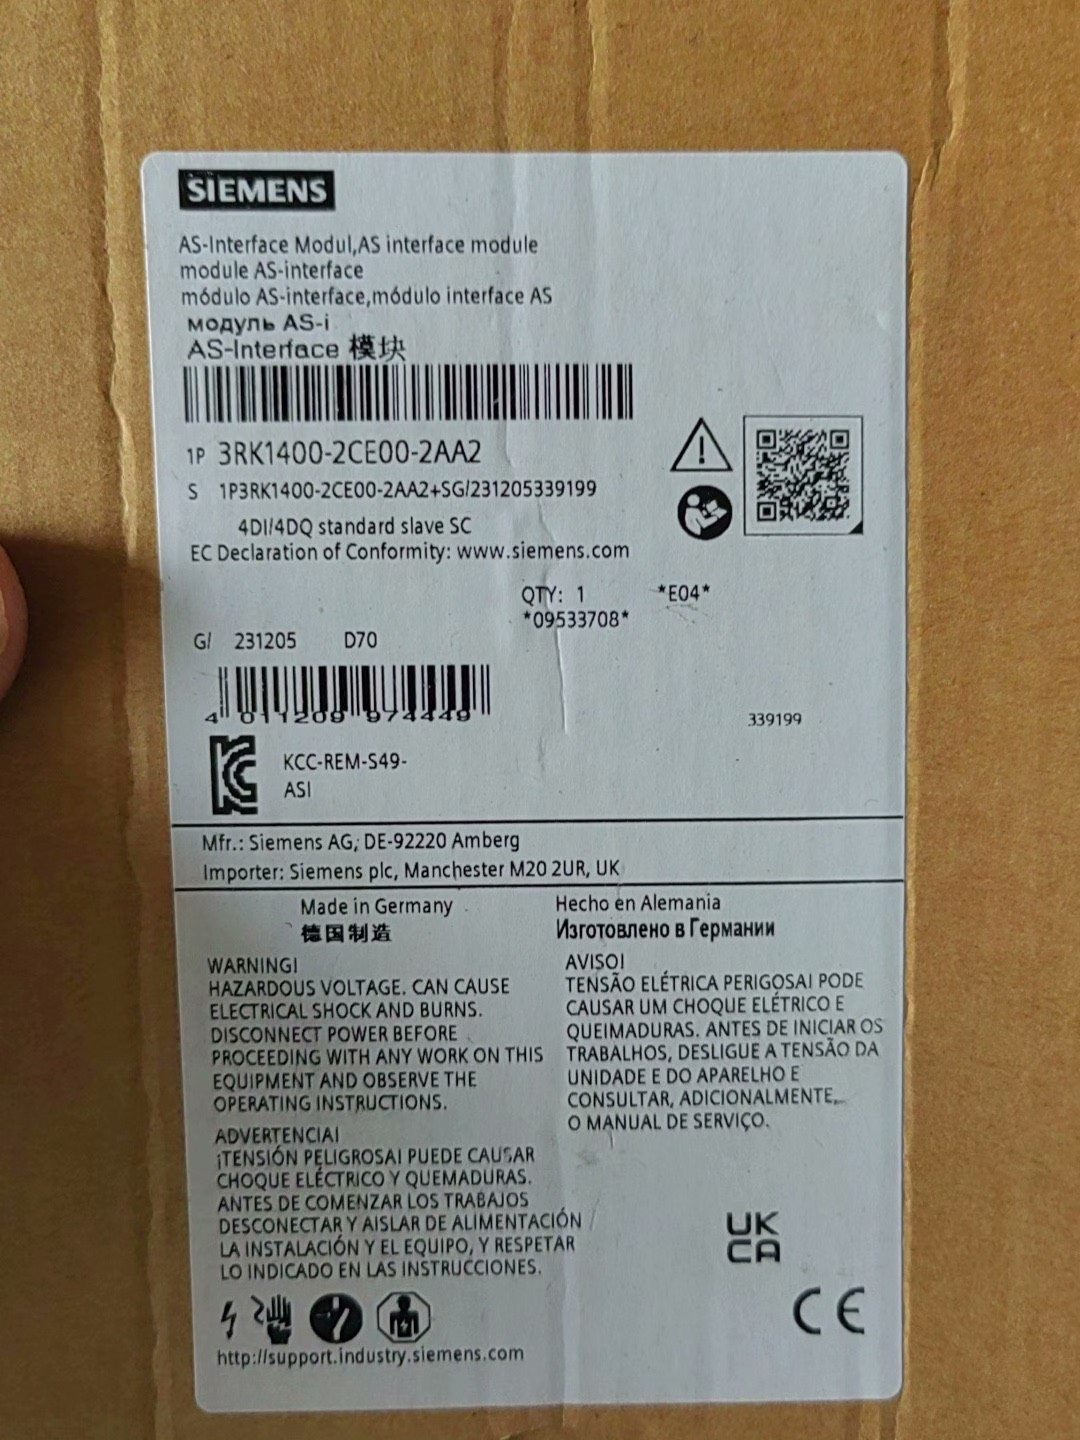 SIEMENS
AS-Interface Modul,AS interface module
module AS-interface
módulo AS-interface,módulo interface AS
модуль AS-i
AS-Interface 模块
1P 3RK1400-2CE00-2AA2
S 1P3RK1400-2CE00-2AA2+SG/231205339199
4DI/4DQ standard slave SC
EC Declaration of Conformity: www.siemens.com
QTY: 1 *E04*
*09533708*
G/ 231205 D70
4 011209 974449
339199
KCC-REM-S49-
ASI
Mfr.: Siemens AG; DE-92220 Amberg
Importer: Siemens plc, Manchester M20 2UR, UK
Made in Germany
德国制造
Hecho en Alemania
Изготовлено в Германии
WARNING!
HAZARDOUS VOLTAGE. CAN CAUSE
ELECTRICAL SHOCK AND BURNS.
DISCONNECT POWER BEFORE
PROCEEDING WITH ANY WORK ON THIS
EQUIPMENT AND OBSERVE THE
OPERATING INSTRUCTIONS.
ADVERTENCIA!
¡TENSIÓN PELIGROSA! PUEDE CAUSAR
CHOQUE ELÉCTRICO Y QUEMADURAS.
ANTES DE COMENZAR LOS TRABAJOS
DESCONECTAR Y AISLAR DE ALIMENTACIÓN
LA INSTALACIÓN Y EL EQUIPO, Y RESPETAR
LO INDICADO EN LAS INSTRUCCIONES.
AVISO!
TENSÃO ELÉTRICA PERIGOSA! PODE
CAUSAR UM CHOQUE ELÉTRICO E
QUEIMADURAS. ANTES DE INICIAR OS
TRABALHOS, DESLIGUE A TENSÃO DA
UNIDADE E DO APARELHO E
CONSULTAR, ADICIONALMENTE,
O MANUAL DE SERVIÇO.
UK
CA
CE
http://support.industry.siemens.com